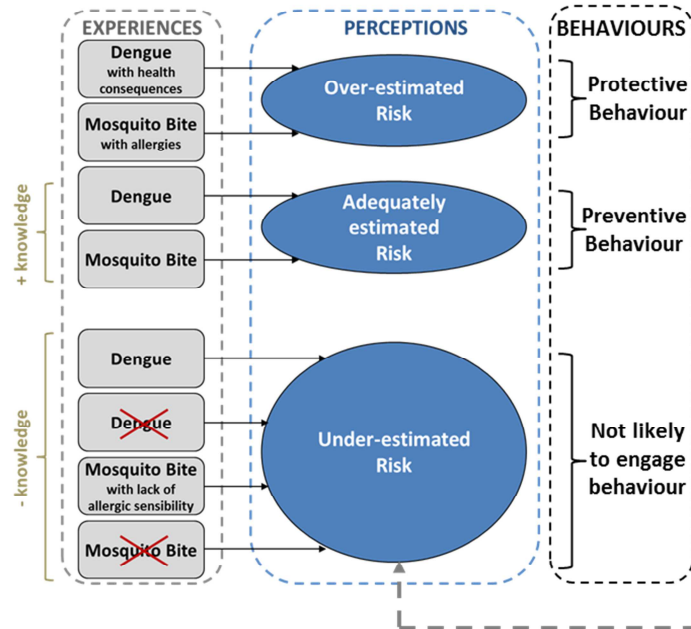 EXPERIENCES
PERCEPTIONS
BEHAVIOURS
Dengue
with health
consequences
Mosquito Bite
with allergies
Over-estimated
Risk
Protective
Behaviour
+ knowledge
Dengue
Mosquito Bite
Adequately
estimated
Risk
Preventive
Behaviour
- knowledge
Dengue
Dengue
Mosquito Bite
with lack of
allergic sensibility
Mosquito Bite
Under-estimated
Risk
Not likely
to engage
behaviour